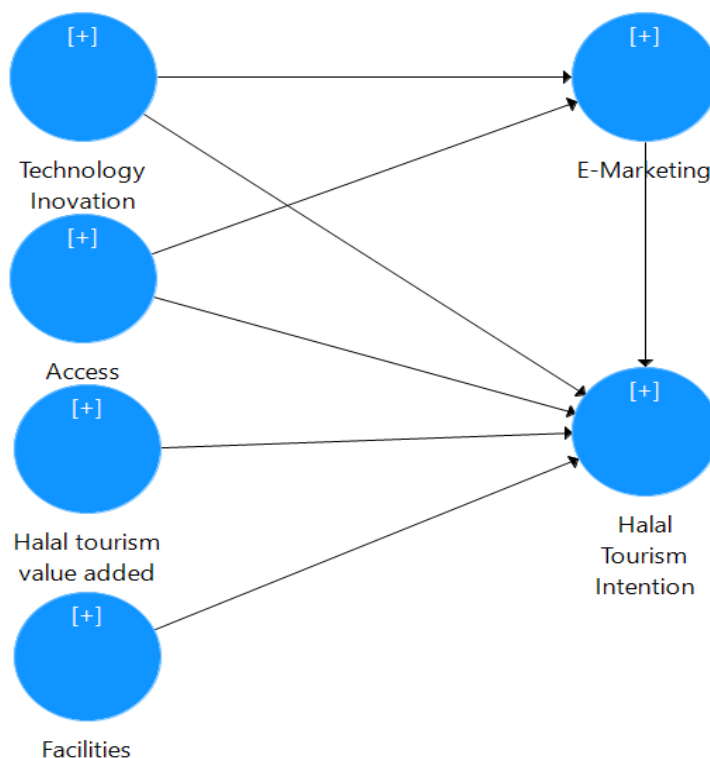 [+]
Technology
Inovation
[+]
E-Marketing
[+]
Access
[+]
Halal tourism
value added
[+]
Halal
Tourism
Intention
[+]
Facilities